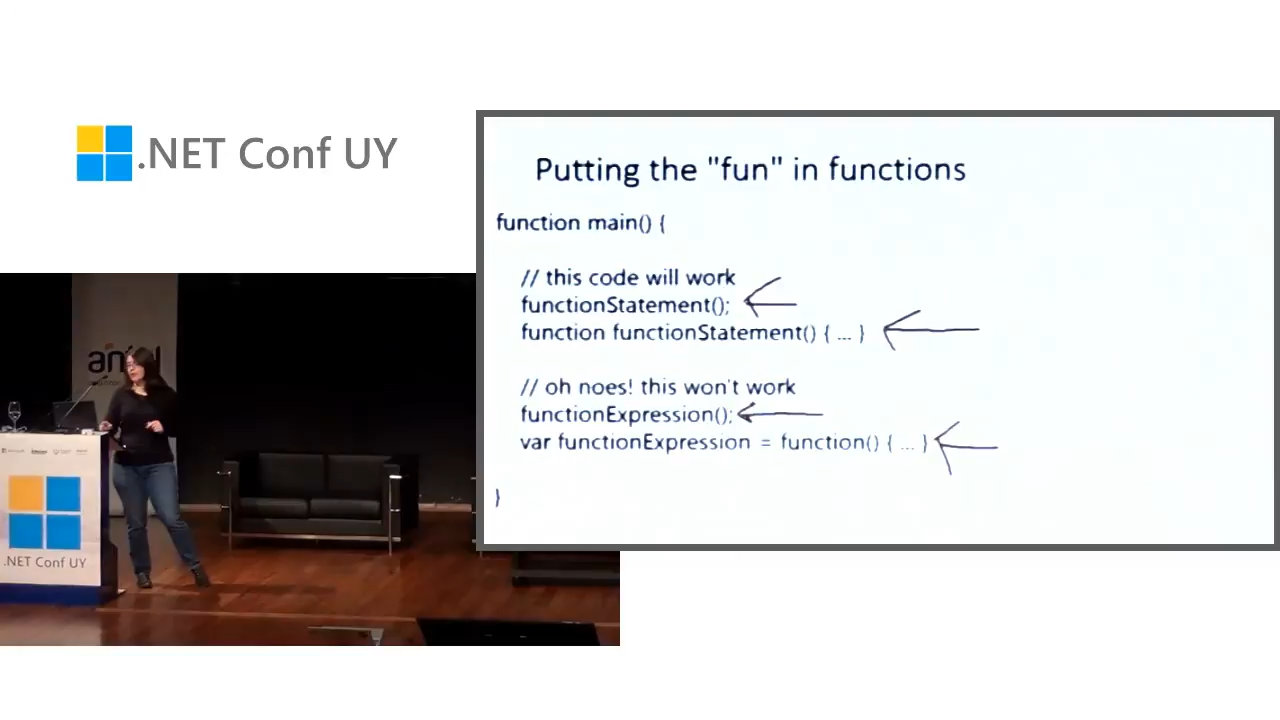 .NET Conf UY
Putting the "fun" in functions
function main() {
// this code will work
functionStatement();
function functionStatement() { ... }
// oh noes! this won't work
functionExpression();
var functionExpression = function() { ... }
}
.NET Conf UY